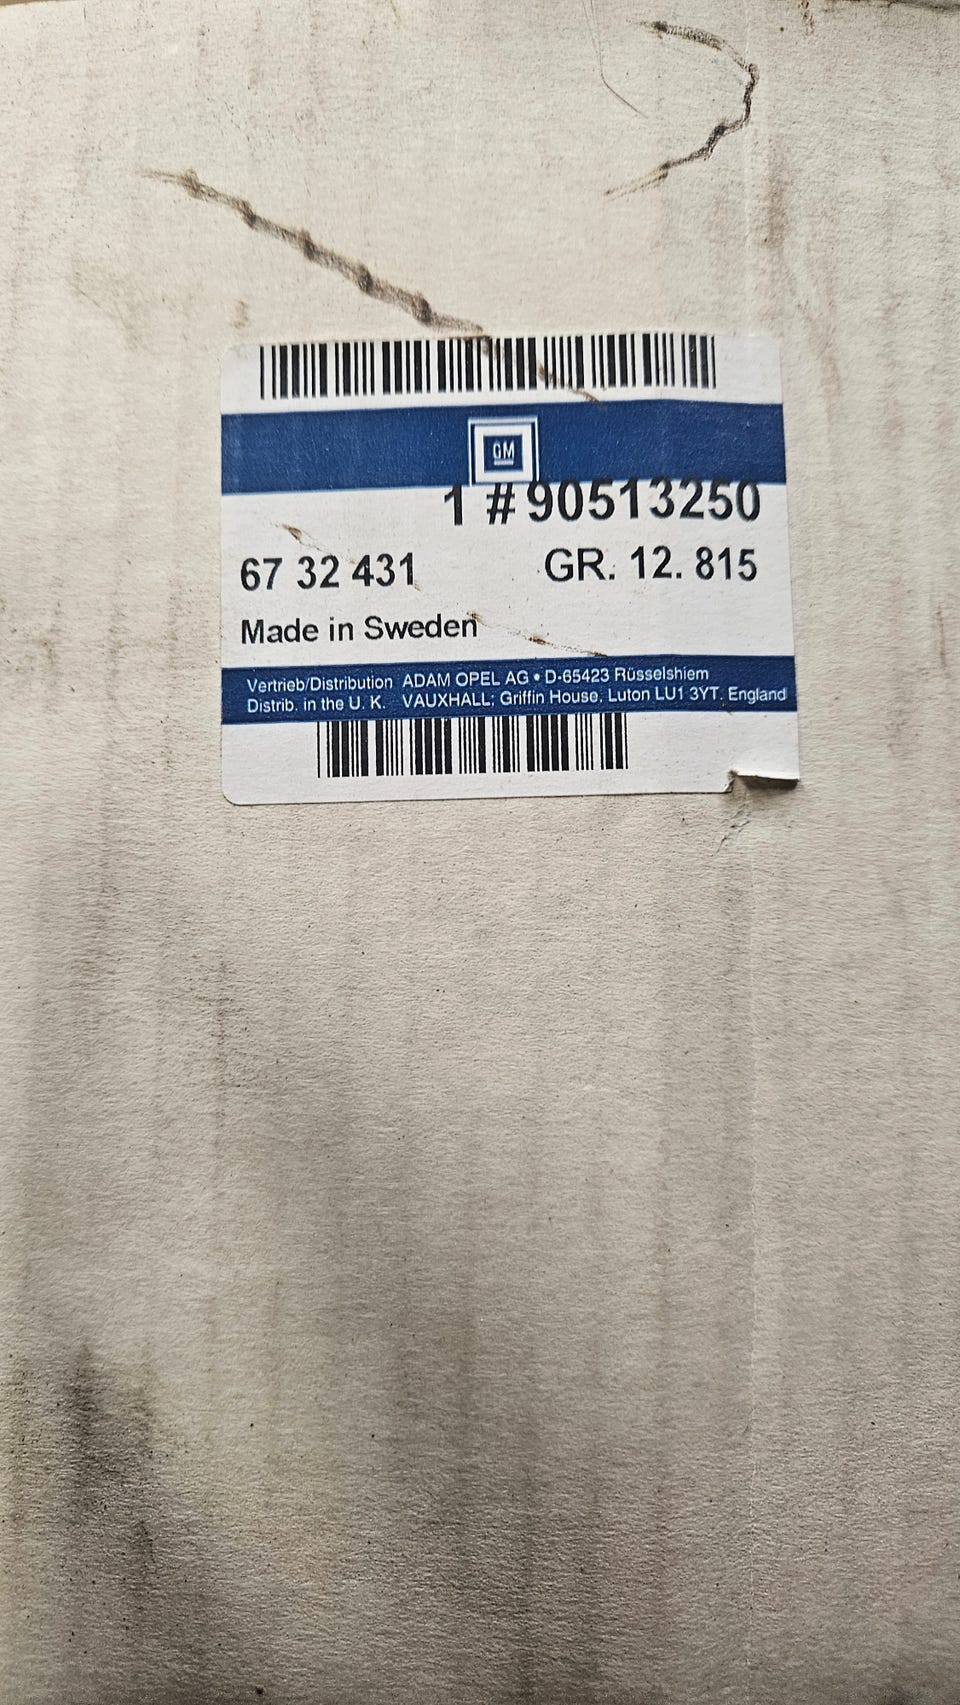 GM
1 #90513250
67 32 431 GR. 12. 815
Made in Sweden
Vertrieb/Distribution ADAM OPEL AG • D-65423 Rüsselshiem
Distrib. in the U. K. VAUXHALL; Griffin House, Luton LU1 3YT. England